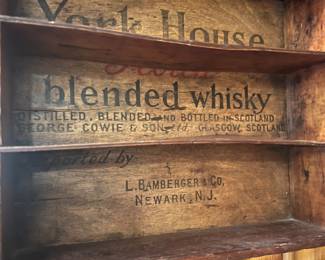 York House
blended whisky
DISTILLED, BLENDED AND BOTTLED IN SCOTLAND
GEORGE COWIE & SON Ltd. GLASGOW, SCOTLAND
by
L. BAMBERGER & CO.
NEWARK, N.J.